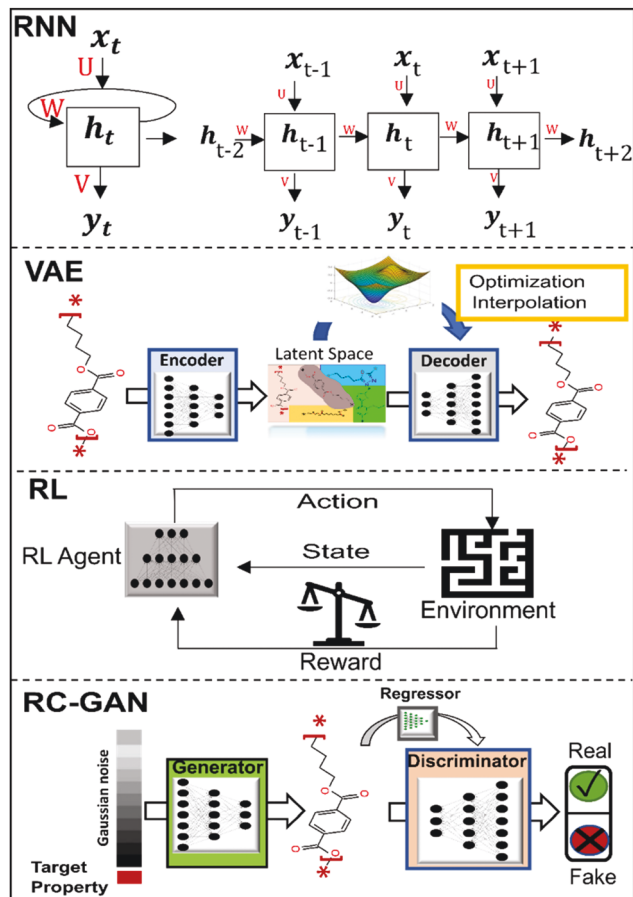 RNN
x_t
U
W
h_t
V
y_t
x_t-1 x_t x_t+1
U U U
h_t-2 W h_t-1 W h_t W h_t+1 W h_t+2
V V V
y_t-1 y_t y_t+1
VAE
Optimization
Interpolation
*
[
O
O
O
O
]
*
Encoder
Latent Space
Decoder
*
[
O
O
O
O
]
*
RL
Action
RL Agent
State
Environment
Reward
RC-GAN
Regressor
Gaussian noise
Target
Property
Generator
*
[
O
O
O
O
]
*
Discriminator
Real
Fake